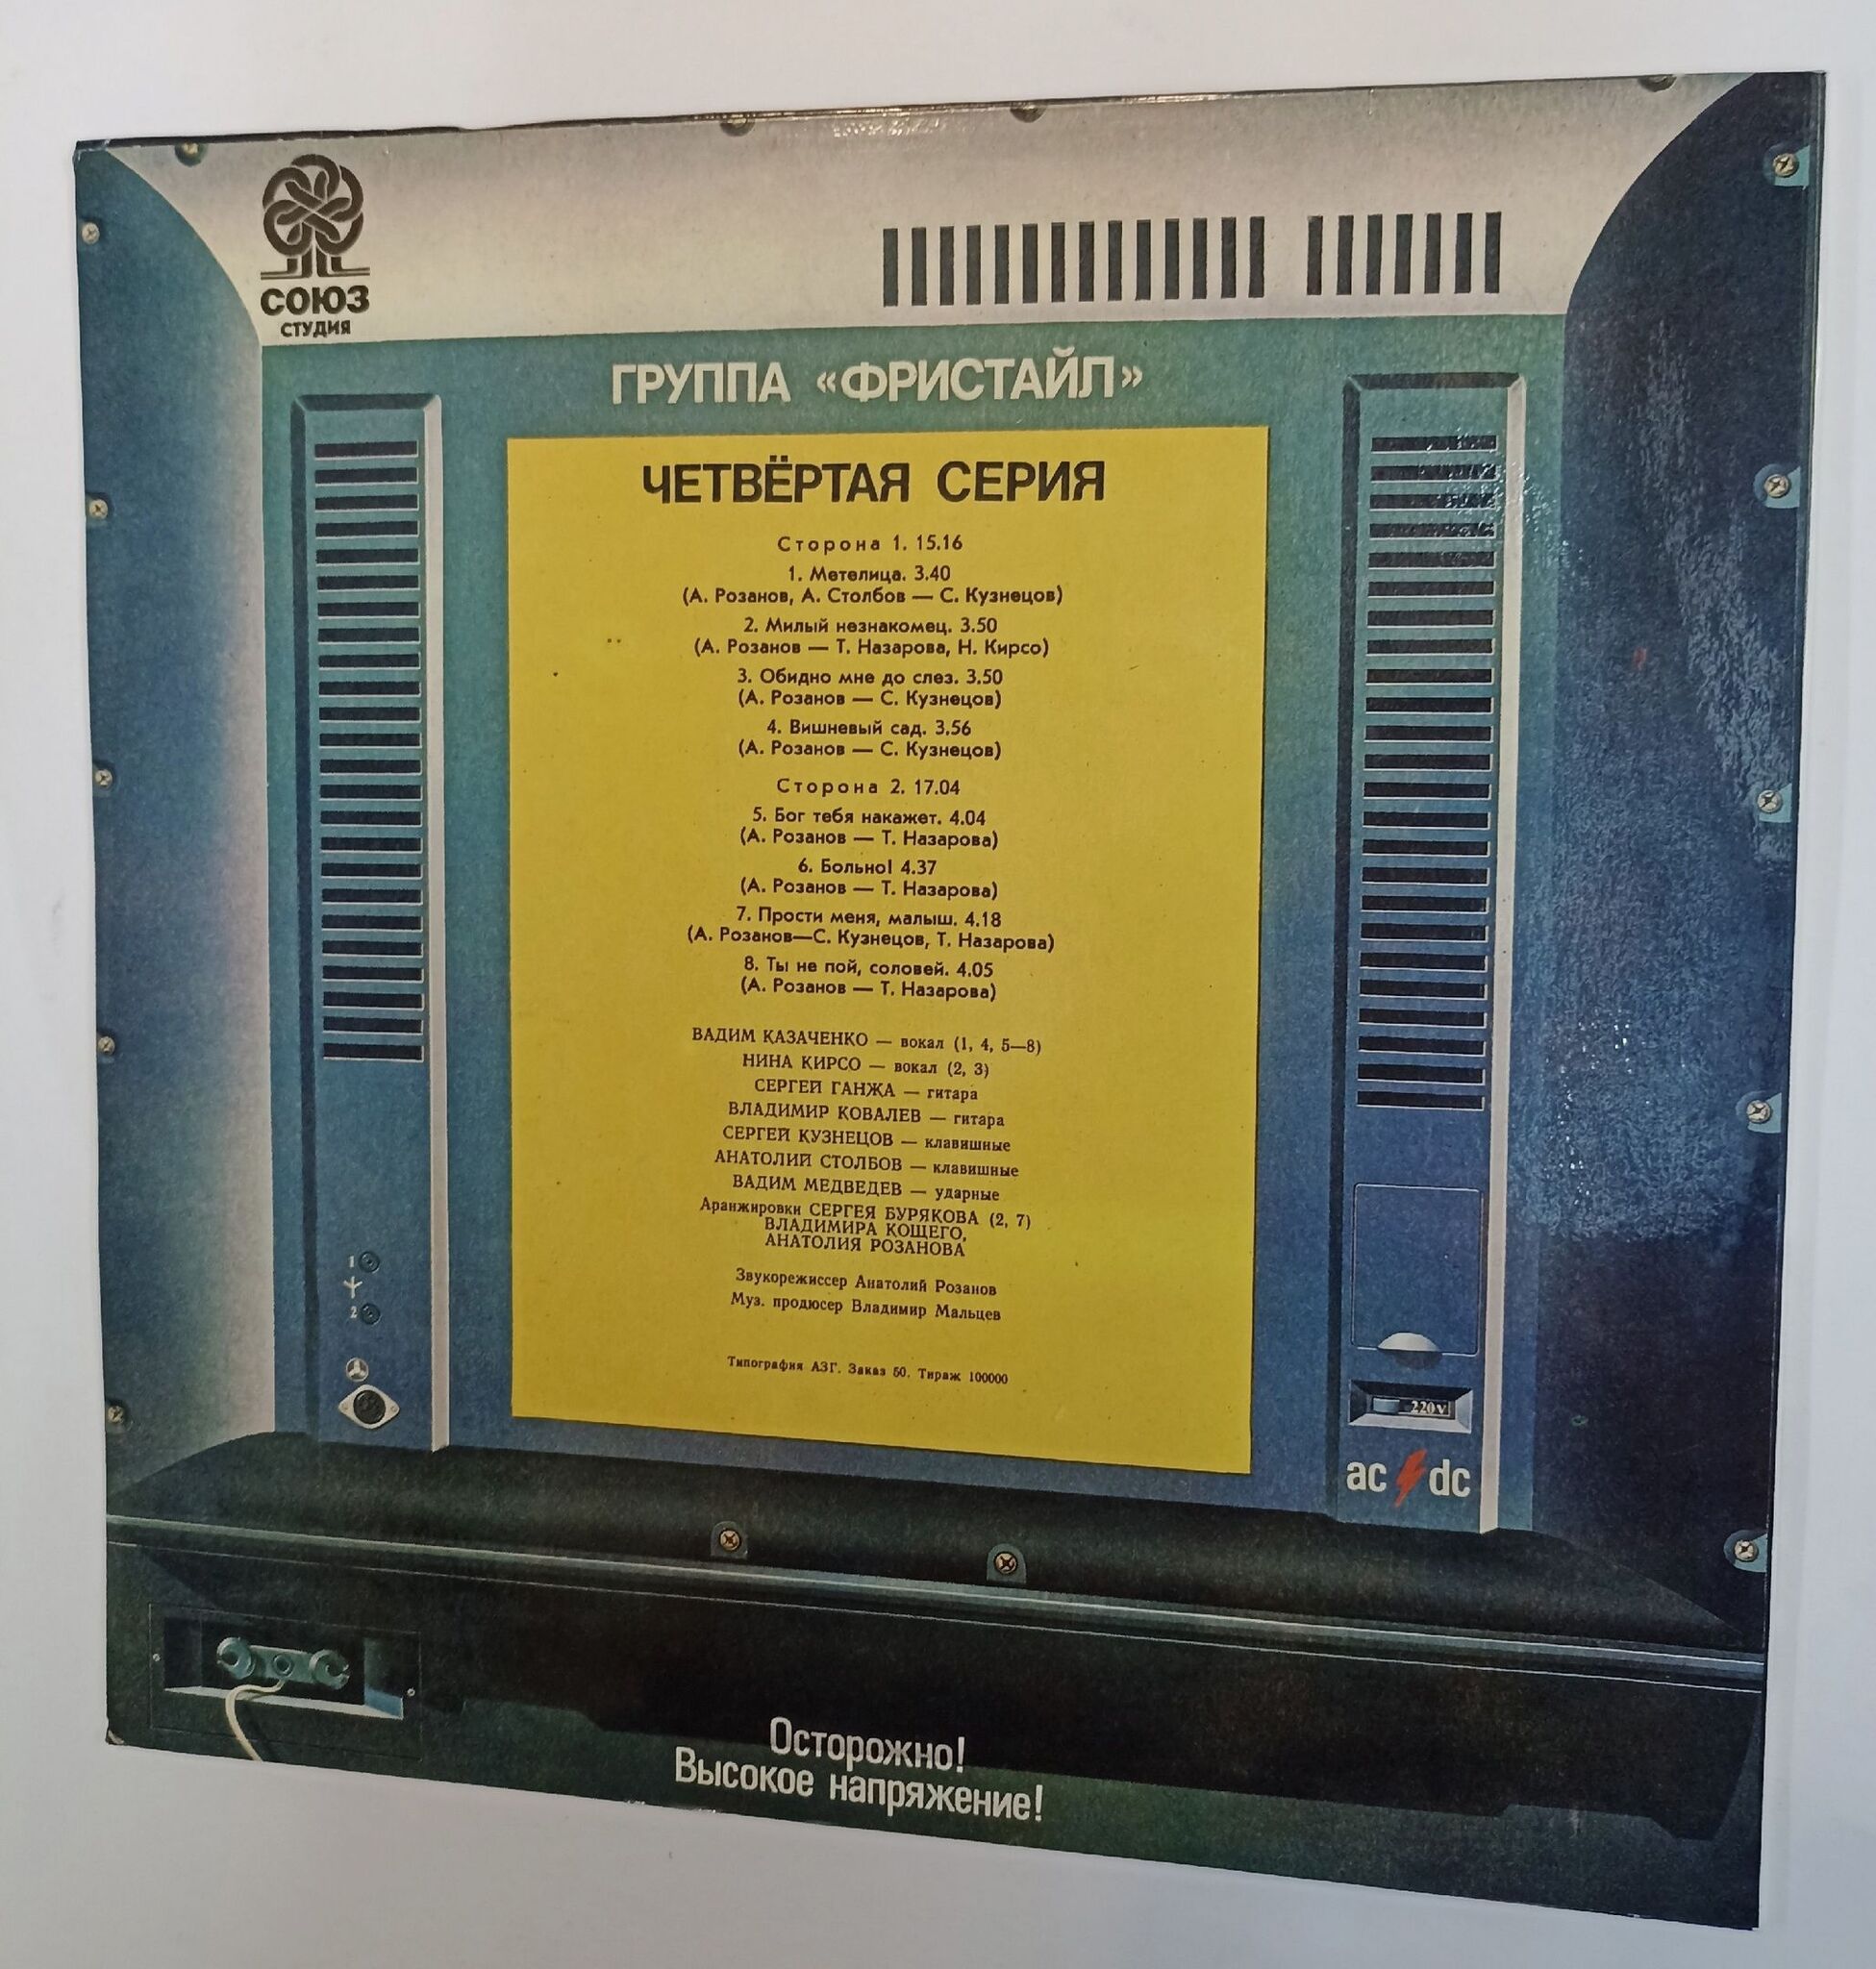 СОЮЗ
СТУДИЯ
ГРУППА «ФРИСТАЙЛ»
ЧЕТВЁРТАЯ СЕРИЯ
Сторона 1. 15.16
1. Метелица. 3.40
(А. Розанов, А. Столбов — С. Кузнецов)
2. Милый незнакомец. 3.50
(А. Розанов — Т. Назарова, Н. Кирсо)
3. Обидно мне до слез. 3.50
(А. Розанов — С. Кузнецов)
4. Вишневый сад. 3.56
(А. Розанов — С. Кузнецов)
Сторона 2. 17.04
5. Бог тебя накажет. 4.04
(А. Розанов — Т. Назарова)
6. Больно! 4.37
(А. Розанов — Т. Назарова)
7. Прости меня, малыш. 4.18
(А. Розанов—С. Кузнецов, Т. Назарова)
8. Ты не пой, соловей. 4.05
(А. Розанов — Т. Назарова)
ВАДИМ КАЗАЧЕНКО — вокал (1, 4, 5—8)
НИНА КИРСО — вокал (2, 3)
СЕРГЕЙ ГАНЖА — гитара
ВЛАДИМИР КОВАЛЕВ — гитара
СЕРГЕЙ КУЗНЕЦОВ — клавишные
АНАТОЛИЙ СТОЛБОВ — клавишные
ВАДИМ МЕДВЕДЕВ — ударные
Аранжировки СЕРГЕЯ БУРЯКОВА (2, 7)
ВЛАДИМИРА КОЩЕГО,
АНАТОЛИЯ РОЗАНОВА
Звукорежиссер Анатолий Розанов
Муз. продюсер Владимир Мальцев
Типография АЗГ. Заказ 50. Тираж 100000
1
2
220v
ac dc
Осторожно!
Высокое напряжение!